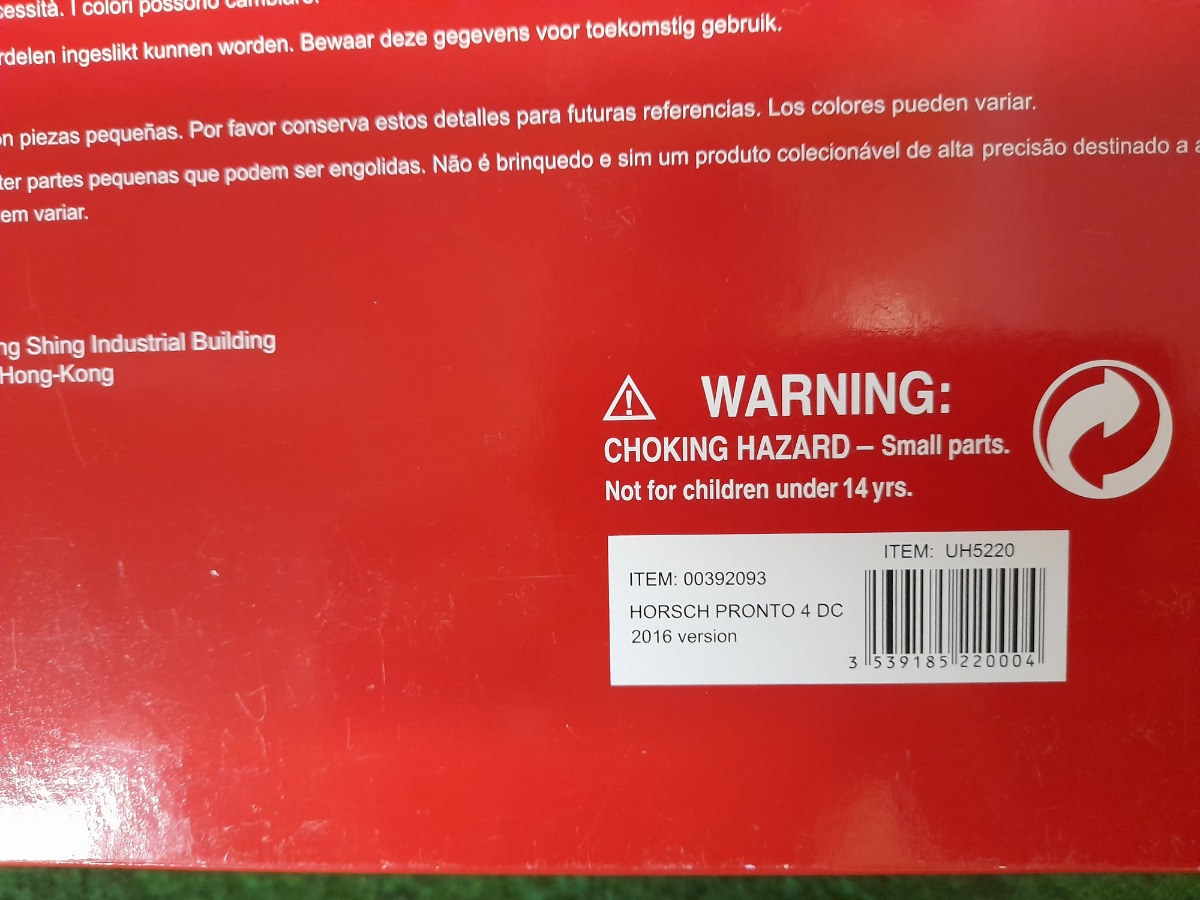 cessità. I colori possono cambiare.
rdelen ingeslikt kunnen worden. Bewaar deze gegevens voor toekomstig gebruik.
on piezas pequeñas. Por favor conserva estos detalles para futuras referencias. Los colores pueden variar.
ter partes pequenas que podem ser engolidas. Não é brinquedo e sim um produto colecionável de alta precisão destinado a a
em variar.
ng Shing Industrial Building
Hong-Kong
WARNING:
CHOKING HAZARD – Small parts.
Not for children under 14 yrs.
ITEM: UH5220
ITEM: 00392093
HORSCH PRONTO 4 DC
2016 version
3 539185 220004